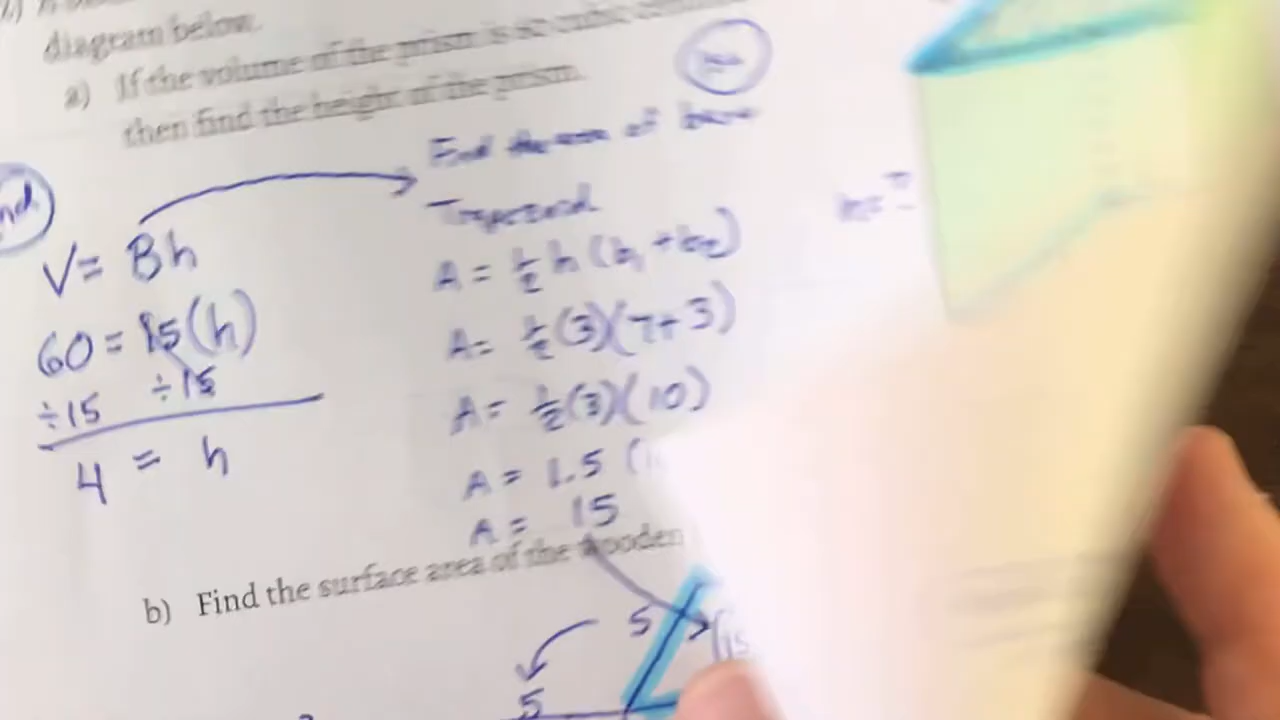 diagram below.
a) If the volume of the prism is 60 cubic
then find the height of the prism.
Find the area of base
Trapezoid
h = ?
V = Bh
60 = 15(h)
÷15 ÷15
4 = h
A = 1/2 h (b1 + b2)
A = 1/2 (3)(7+3)
A = 1/2 (3)(10)
A = 1.5 (
A = 15
b) Find the surface area of the wooden
5
5